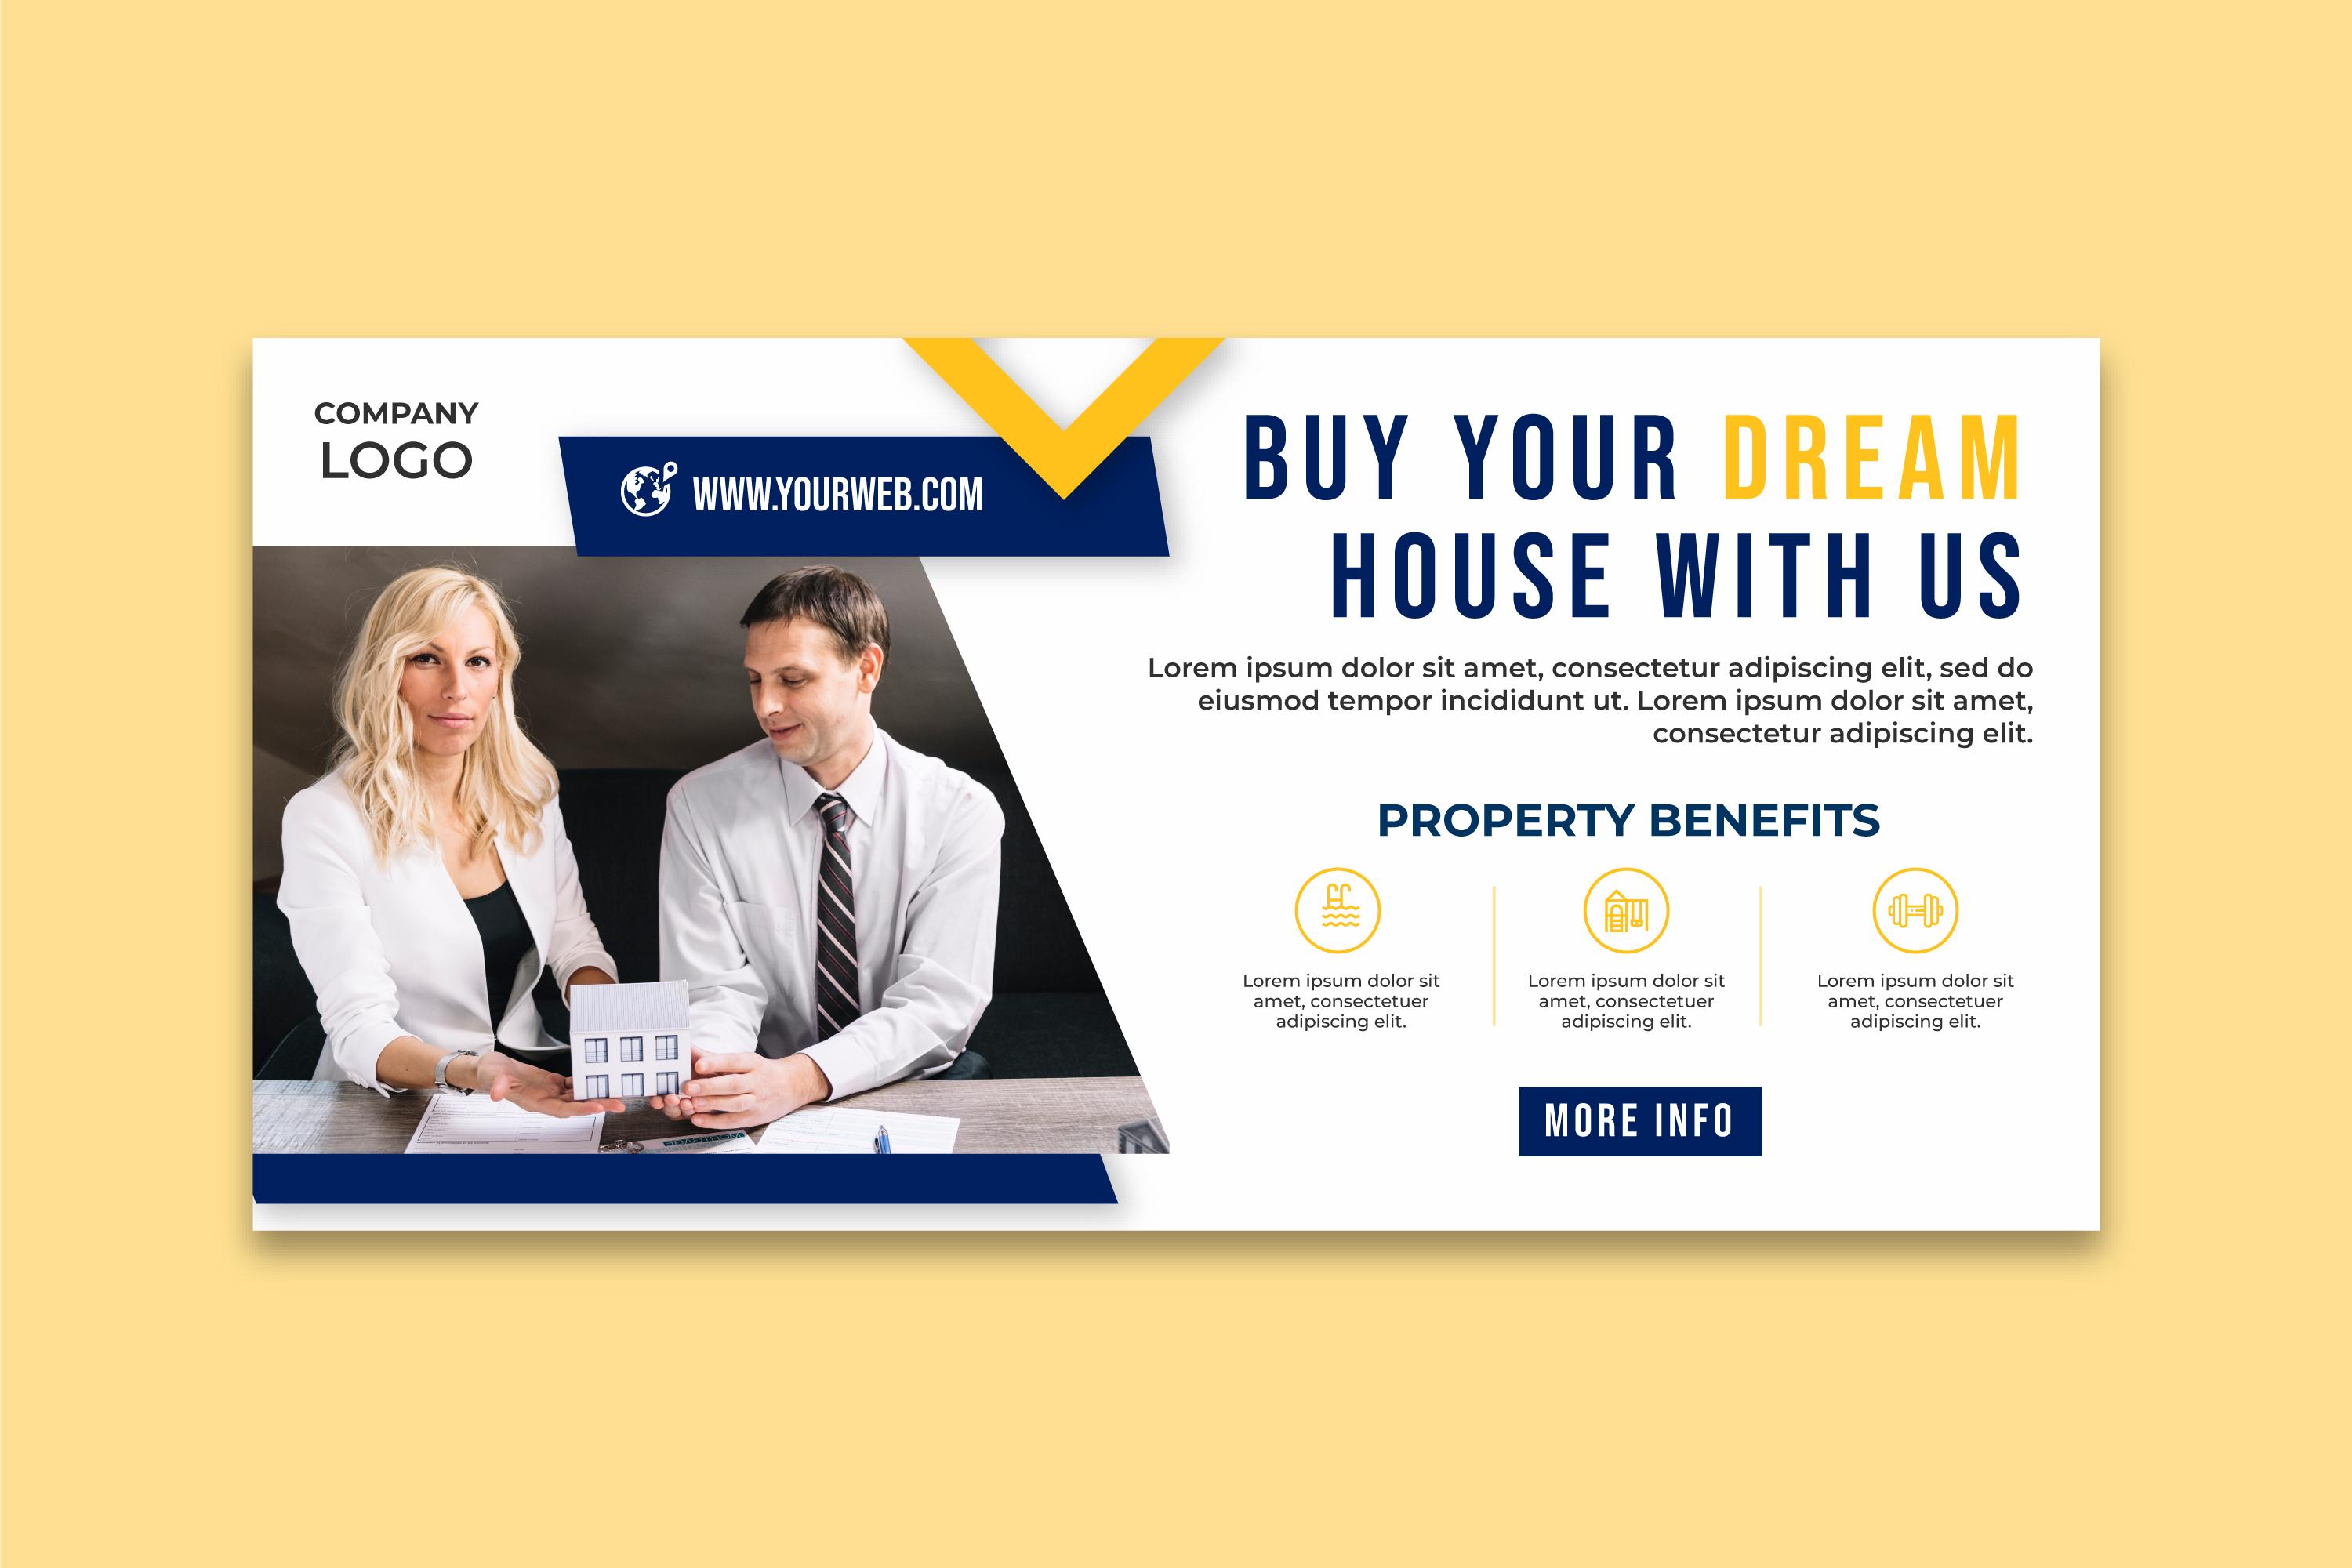 COMPANY
LOGO
WWW.YOURWEB.COM
BUY YOUR DREAM
HOUSE WITH US
Lorem ipsum dolor sit amet, consectetur adipiscing elit, sed do
eiusmod tempor incididunt ut. Lorem ipsum dolor sit amet,
consectetur adipiscing elit.
PROPERTY BENEFITS
Lorem ipsum dolor sit
amet, consectetuer
adipiscing elit.
Lorem ipsum dolor sit
amet, consectetuer
adipiscing elit.
Lorem ipsum dolor sit
amet, consectetuer
adipiscing elit.
MORE INFO